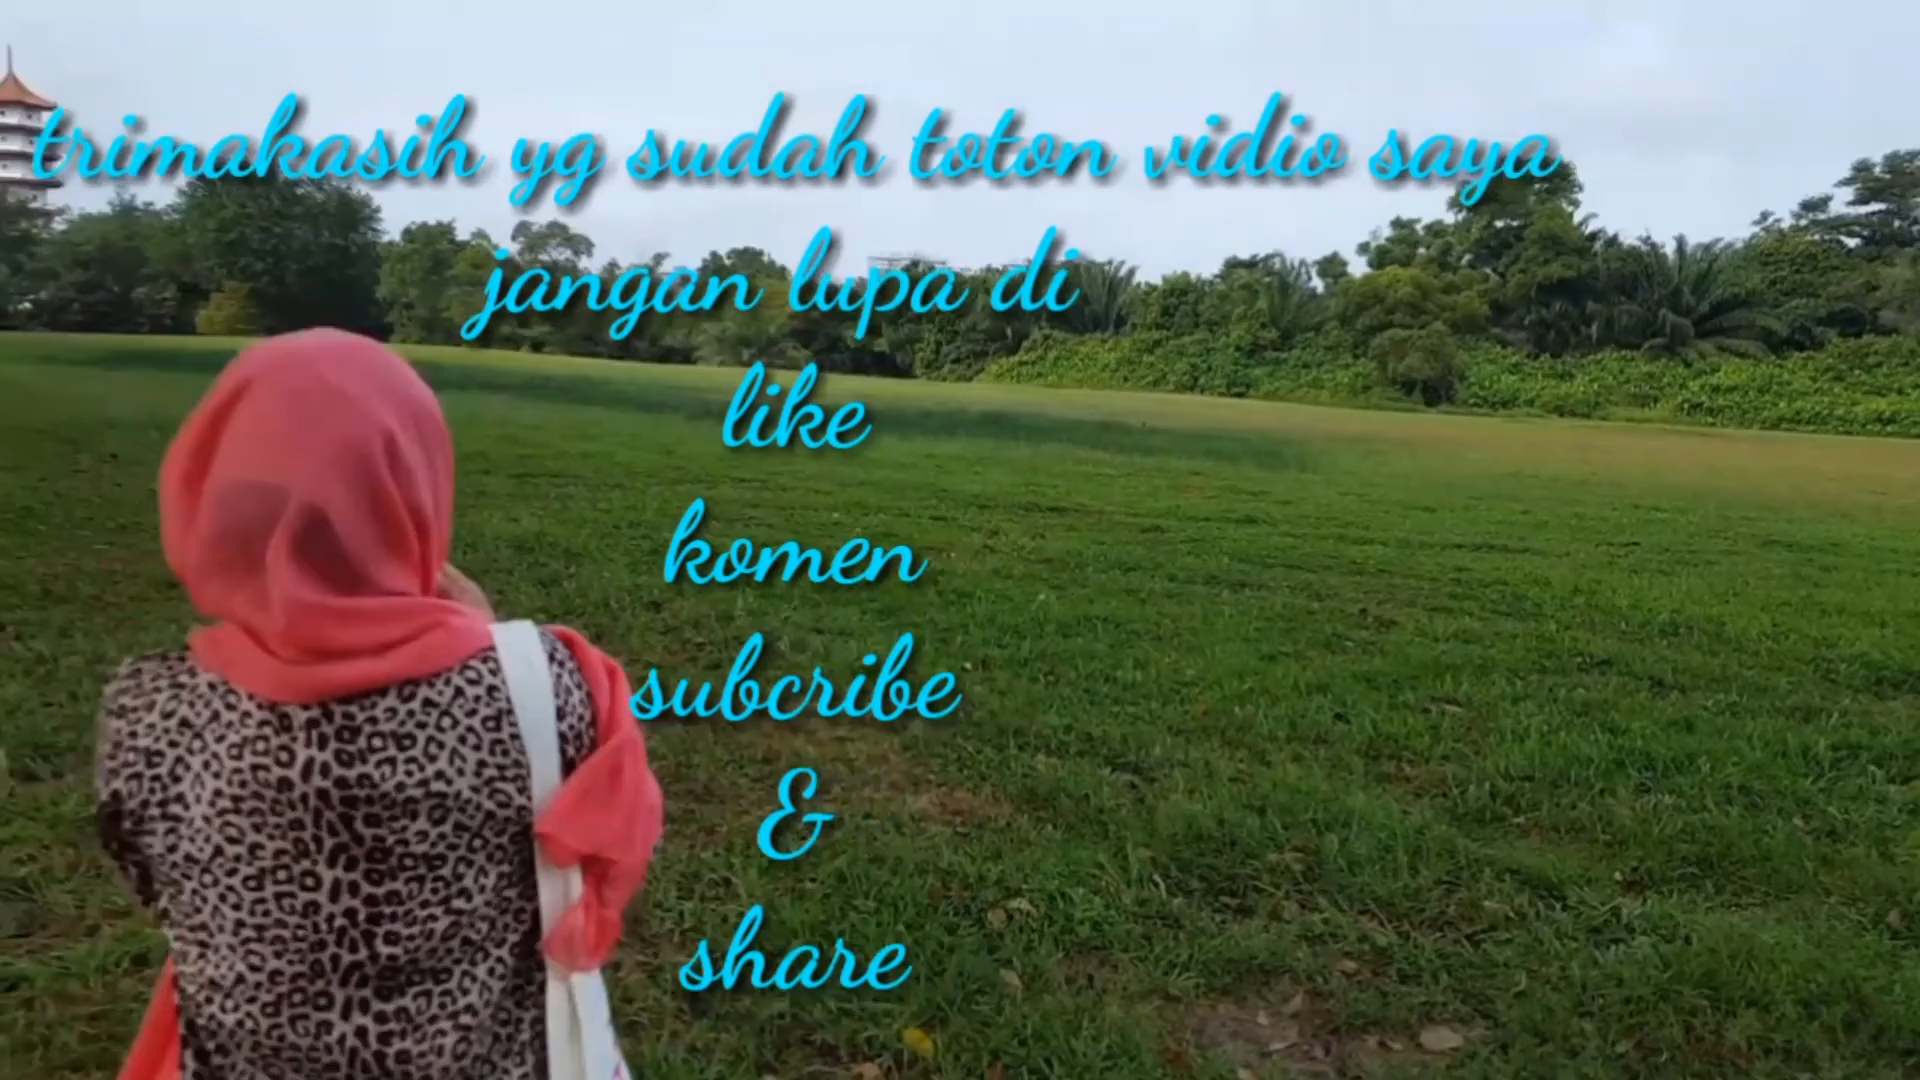 trimakasih yg sudah toton vidio saya
jangan lupa di
like
komen
subcribe
&
share